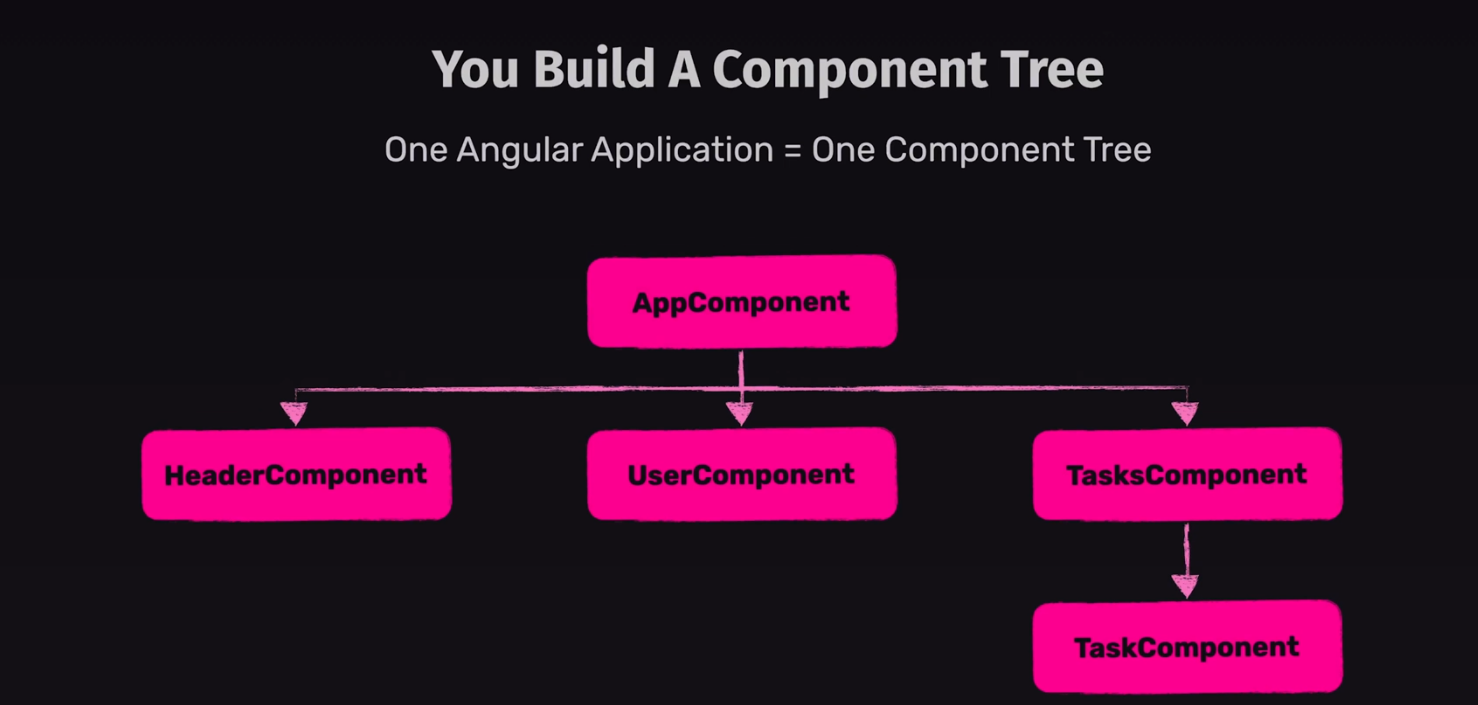 You Build A Component Tree
One Angular Application = One Component Tree
AppComponent
HeaderComponent
UserComponent
TasksComponent
TaskComponent